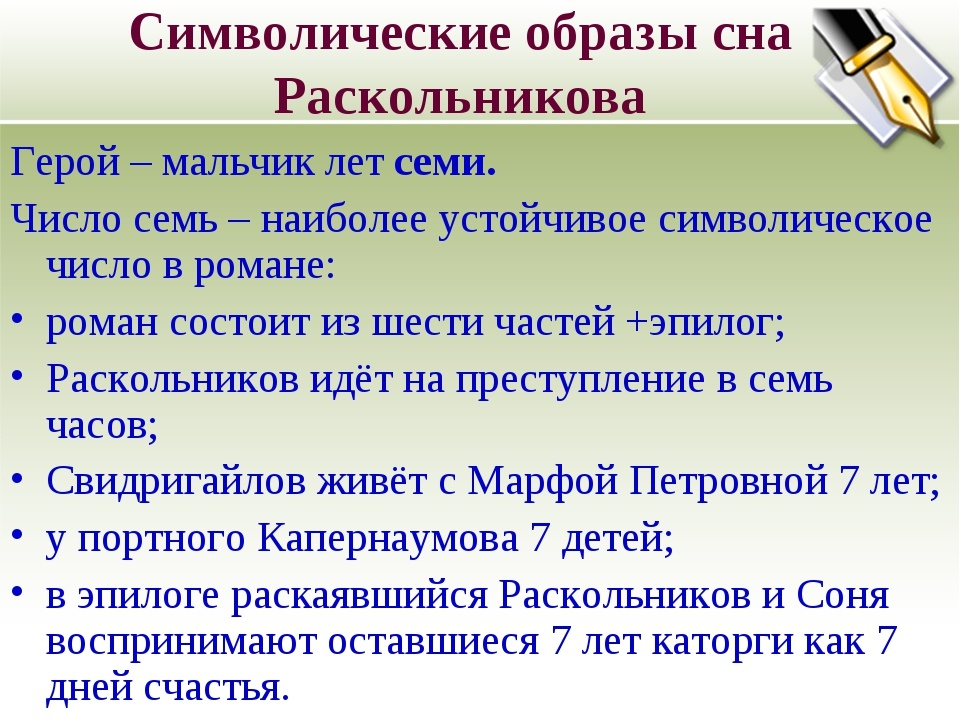 Символические образы сна
Раскольникова
Герой – мальчик лет семи.
Число семь – наиболее устойчивое символическое
число в романе:
• роман состоит из шести частей +эпилог;
• Раскольников идёт на преступление в семь
часов;
• Свидригайлов живёт с Марфой Петровной 7 лет;
• у портного Капернаумова 7 детей;
• в эпилоге раскаявшийся Раскольников и Соня
воспринимают оставшиеся 7 лет каторги как 7
дней счастья.